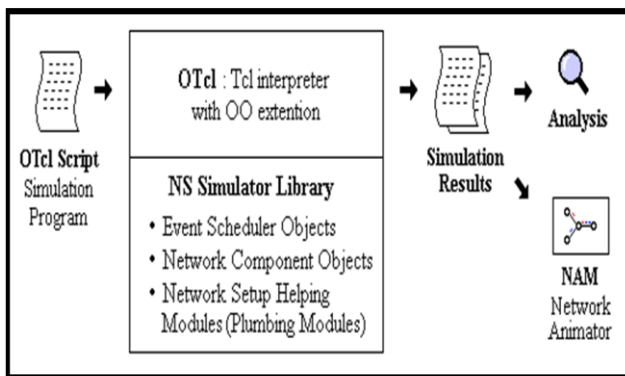 OTcl Script
Simulation
Program
OTcl : Tcl interpreter
with OO extention
NS Simulator Library
• Event Scheduler Objects
• Network Component Objects
• Network Setup Helping
Modules (Plumbing Modules)
Simulation
Results
Analysis
NAM
Network
Animator